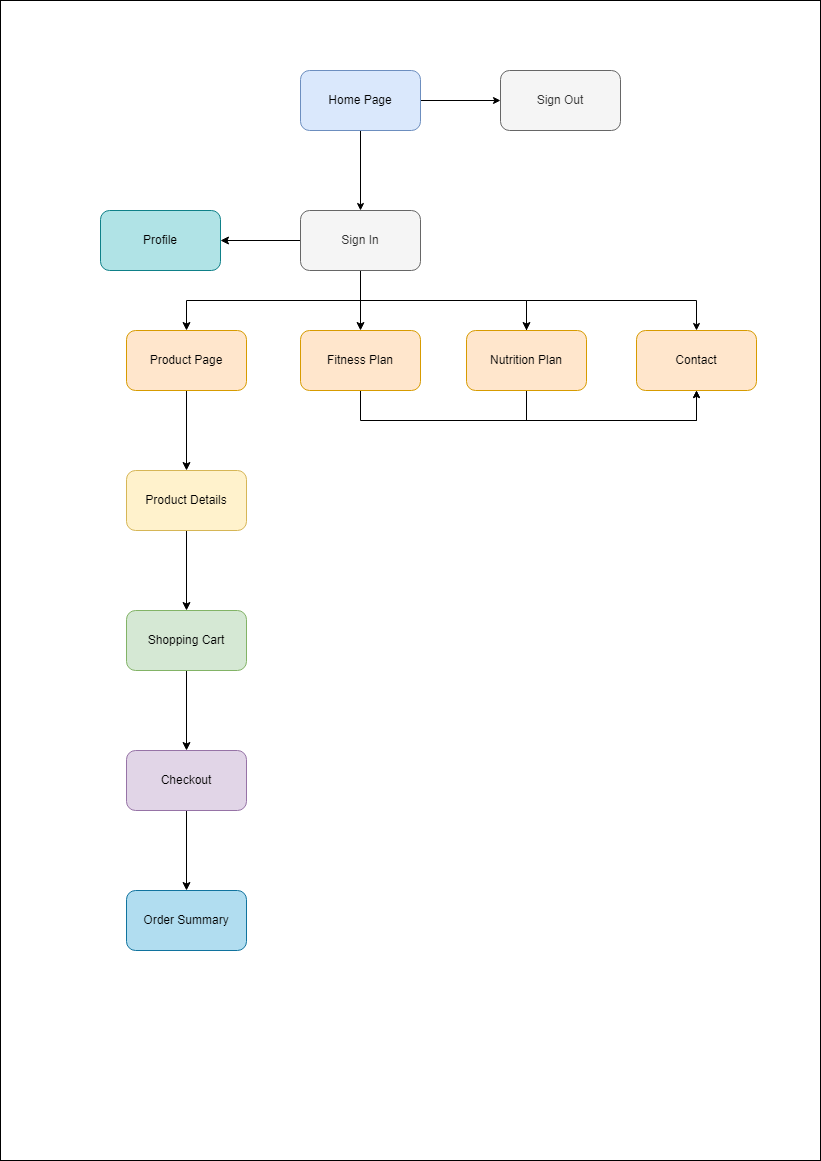 Home Page
Sign Out
Profile
Sign In
Product Page
Fitness Plan
Nutrition Plan
Contact
Product Details
Shopping Cart
Checkout
Order Summary